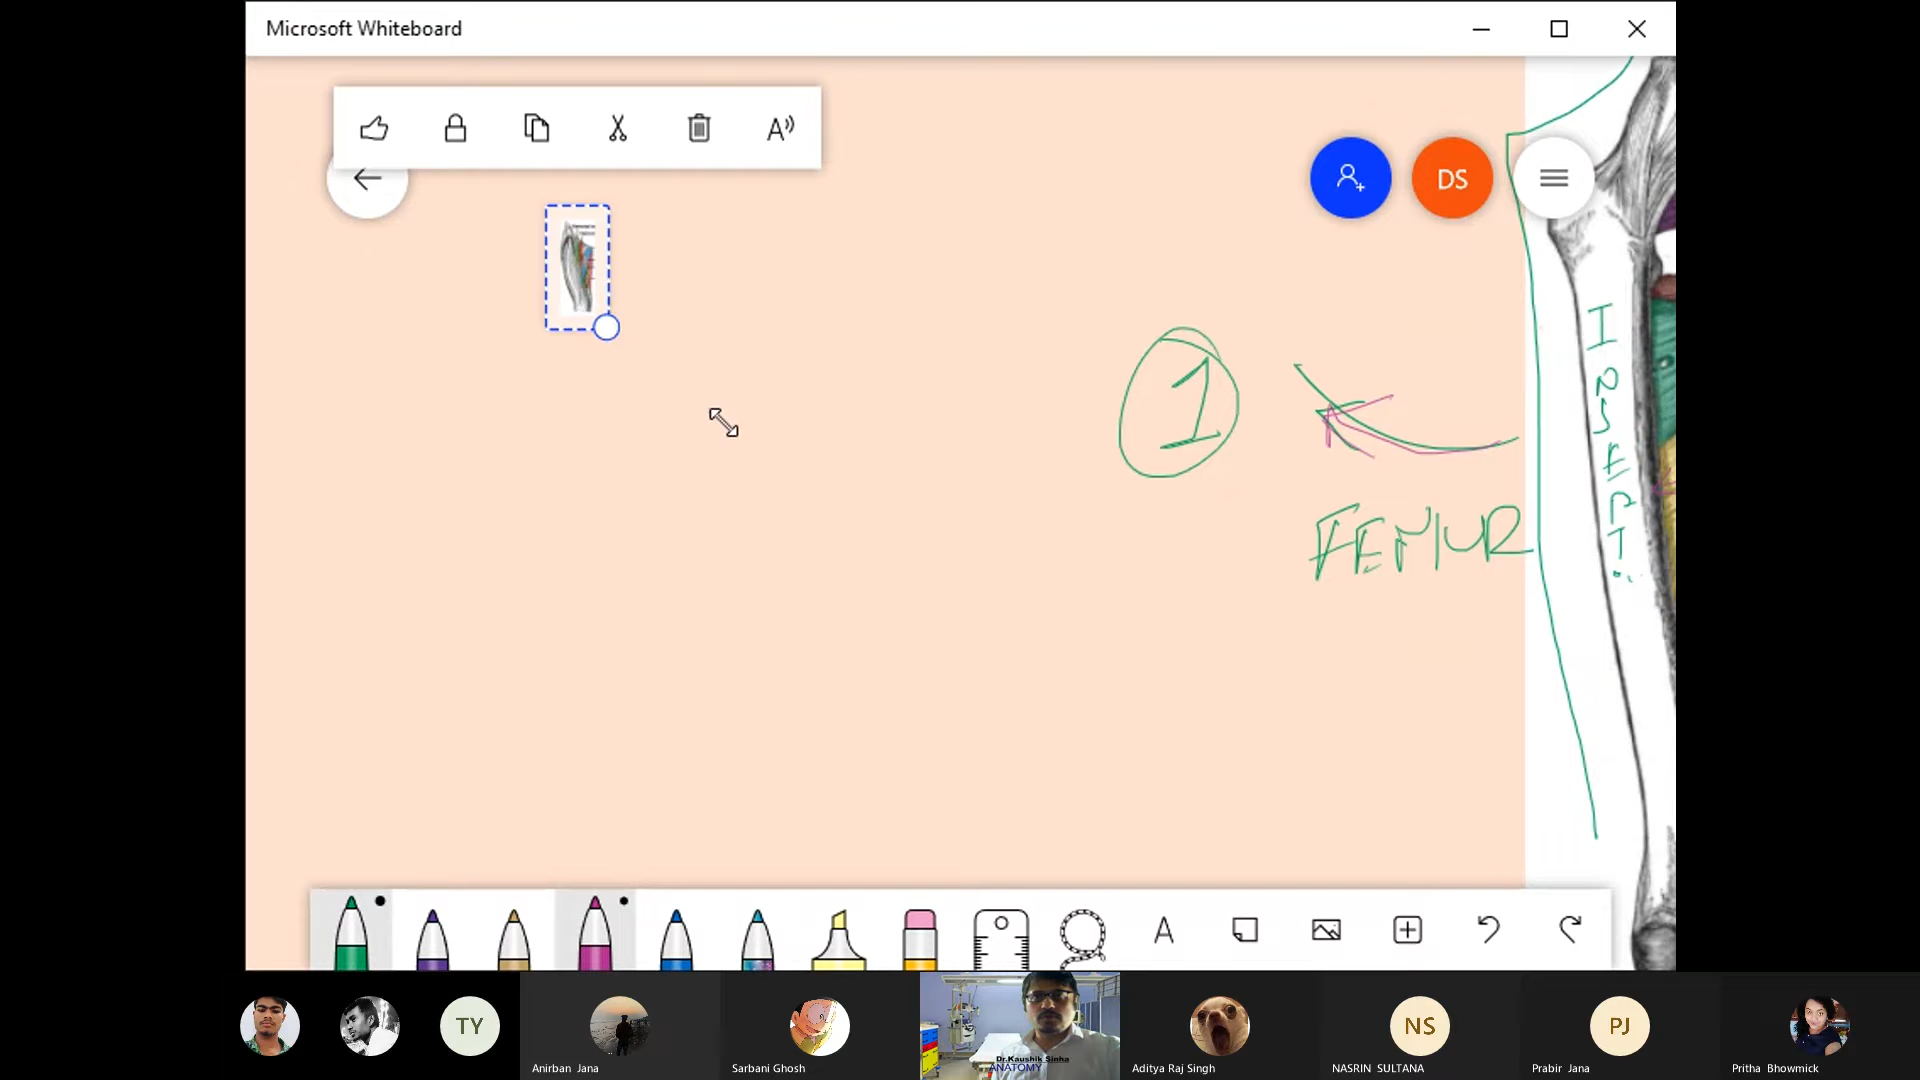 Microsoft Whiteboard
DS
1
FEMUR
INSERT:
TY
Anirban Jana
Sarbani Ghosh
Dr.Kaushik Sinha
ANATOMY
Aditya Raj Singh
NS
NASRIN SULTANA
PJ
Prabir Jana
Pritha Bhowmick